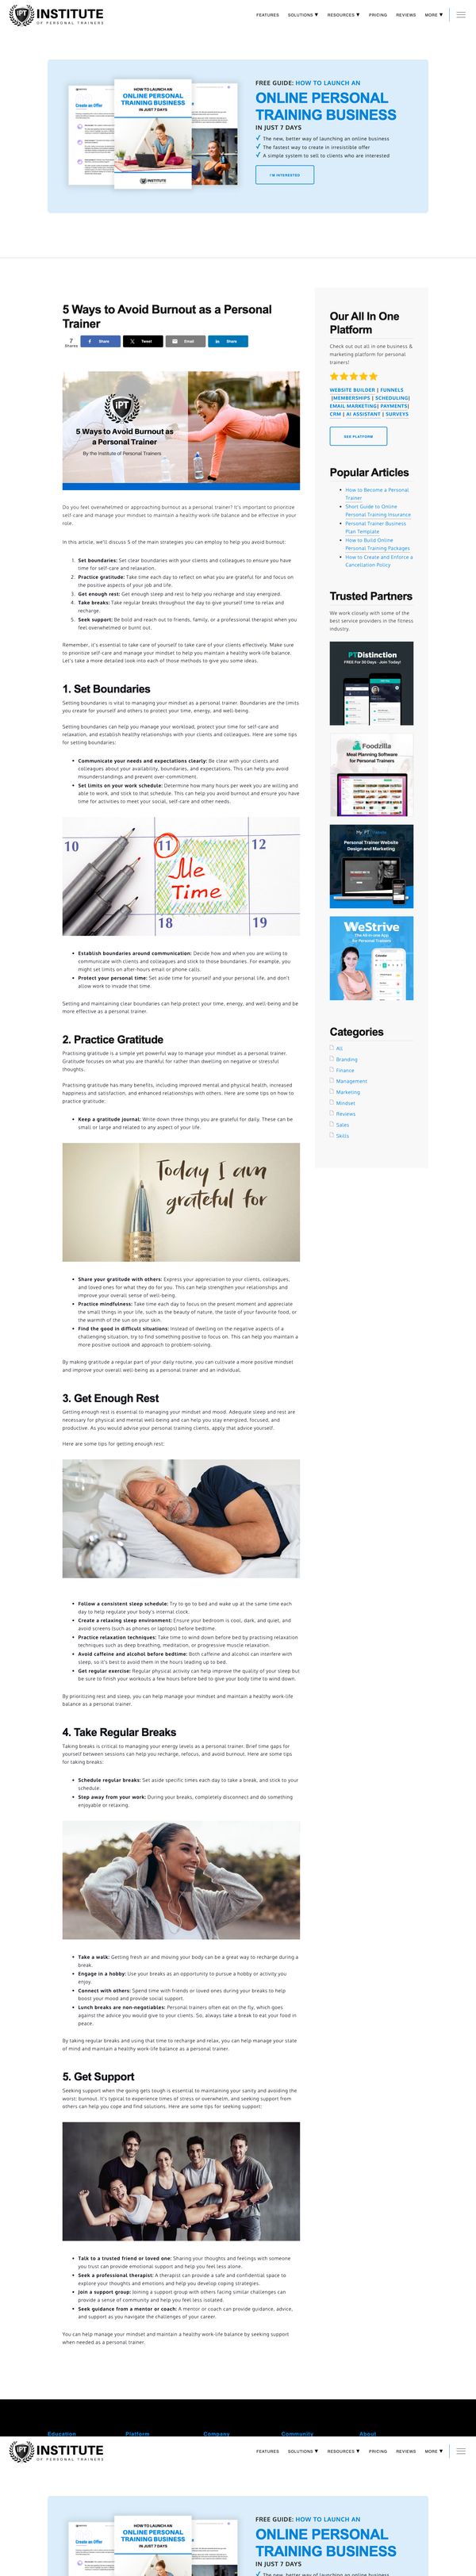 INSTITUTE
OF PERSONAL TRAINERS
FEATURES SOLUTIONS ▼ RESOURCES ▼ PRICING REVIEWS MORE ▼
Create an Offer
HOW TO LAUNCH AN
ONLINE PERSONAL
TRAINING BUSINESS
IN JUST 7 DAYS
INSTITUTE
FREE GUIDE: HOW TO LAUNCH AN
ONLINE PERSONAL
TRAINING BUSINESS
IN JUST 7 DAYS
✓ The new, better way of launching an online business
✓ The fastest way to create in irresistible offer
✓ A simple system to sell to clients who are interested
I'M INTERESTED
5 Ways to Avoid Burnout as a Personal
Trainer
7
Shares
Share
Tweet
Email
Share
IPT
5 Ways to Avoid Burnout as
a Personal Trainer
By the Institute of Personal Trainers
Do you feel overwhelmed or approaching burnout as a personal trainer? It's important to prioritize
self-care and manage your mindset to maintain a healthy work-life balance and be effective in your
role.
In this article, we'll discuss 5 of the main strategies you can employ to help you avoid burnout:
1. Set boundaries: Set clear boundaries with your clients and colleagues to ensure you have
time for self-care and relaxation.
2. Practice gratitude: Take time each day to reflect on what you are grateful for and focus on
the positive aspects of your job and life.
3. Get enough rest: Get enough sleep and rest to help you recharge and stay energized.
4. Take breaks: Take regular breaks throughout the day to give yourself time to relax and
recharge.
5. Seek support: Be bold and reach out to friends, family, or a professional therapist when you
feel overwhelmed or burnt out.
Remember, it's essential to take care of yourself to take care of your clients effectively. Make sure
to prioritize self-care and manage your mindset to help you maintain a healthy work-life balance.
Let's take a more detailed look into each of those methods to give you some ideas.
1. Set Boundaries
Setting boundaries is vital to managing your mindset as a personal trainer. Boundaries are the limits
you create for yourself and others to protect your time, energy, and well-being.
Setting boundaries can help you manage your workload, protect your time for self-care and
relaxation, and establish healthy relationships with your clients and colleagues. Here are some tips
for setting boundaries:
• Communicate your needs and expectations clearly: Be clear with your clients and
colleagues about your availability, boundaries, and expectations. This can help you avoid
misunderstandings and prevent over-commitment.
• Set limits on your work schedule: Determine how many hours per week you are willing and
able to work, and stick to that schedule. This can help you avoid burnout and ensure you have
time for activities to meet your social, self-care and other needs.
10
11
12
Me
Time
18
19
• Establish boundaries around communication: Decide how and when you are willing to
communicate with clients and colleagues and stick to those boundaries. For example, you
might set limits on after-hours email or phone calls.
• Protect your personal time: Set aside time for yourself and your personal life, and don't
allow work to invade that time.
Setting and maintaining clear boundaries can help protect your time, energy, and well-being and be
more effective as a personal trainer.
2. Practice Gratitude
Practising gratitude is a simple yet powerful way to manage your mindset as a personal trainer.
Gratitude focuses on what you are thankful for rather than dwelling on negative or stressful
thoughts.
Practising gratitude has many benefits, including improved mental and physical health, increased
happiness and satisfaction, and enhanced relationships with others. Here are some tips on how to
practice gratitude:
• Keep a gratitude journal: Write down three things you are grateful for daily. These can be
small or large and related to any aspect of your life.
Today I am
grateful for
• Share your gratitude with others: Express your appreciation to your clients, colleagues,
and loved ones for what they do for you. This can help strengthen your relationships and
improve your overall sense of well-being.
• Practice mindfulness: Take time each day to focus on the present moment and appreciate
the small things in your life, such as the beauty of nature, the taste of your favourite food, or
the warmth of the sun on your skin.
• Find the good in difficult situations: Instead of dwelling on the negative aspects of a
challenging situation, try to find something positive to focus on. This can help you maintain a
more positive outlook and approach to problem-solving.
By making gratitude a regular part of your daily routine, you can cultivate a more positive mindset
and improve your overall well-being as a personal trainer and an individual.
3. Get Enough Rest
Getting enough rest is essential to managing your mindset and mood. Adequate sleep and rest are
necessary for physical and mental well-being and can help you stay energized, focused, and
productive. As you would advise your personal training clients, apply that advice yourself.
Here are some tips for getting enough rest:
• Follow a consistent sleep schedule: Try to go to bed and wake up at the same time each
day to help regulate your body's internal clock.
• Create a relaxing sleep environment: Ensure your bedroom is cool, dark, and quiet, and
avoid screens (such as phones or laptops) before bedtime.
• Practice relaxation techniques: Take time to wind down before bed by practising relaxation
techniques such as deep breathing, meditation, or progressive muscle relaxation.
• Avoid caffeine and alcohol before bedtime: Both caffeine and alcohol can interfere with
sleep, so it's best to avoid them in the hours leading up to bed.
• Get regular exercise: Regular physical activity can help improve the quality of your sleep but
be sure to finish your workouts a few hours before bed to give your body time to wind down.
By prioritizing rest and sleep, you can help manage your mindset and maintain a healthy work-life
balance as a personal trainer.
4. Take Regular Breaks
Taking breaks is critical to managing your energy levels as a personal trainer. Brief time gaps for
yourself between sessions can help you recharge, refocus, and avoid burnout. Here are some tips
for taking breaks:
• Schedule regular breaks: Set aside specific times each day to take a break, and stick to your
schedule.
• Step away from your work: During your breaks, completely disconnect and do something
enjoyable or relaxing.
• Take a walk: Getting fresh air and moving your body can be a great way to recharge during a
break.
• Engage in a hobby: Use your breaks as an opportunity to pursue a hobby or activity you
enjoy.
• Connect with others: Spend time with friends or loved ones during your breaks to help
boost your mood and provide social support.
• Lunch breaks are non-negotiables: Personal trainers often eat on the fly, which goes
against the advice you would give to your clients. So, always take a break to eat your food in
peace.
By taking regular breaks and using that time to recharge and relax, you can help manage your state
of mind and maintain a healthy work-life balance as a personal trainer.
5. Get Support
Seeking support when the going gets tough is essential to maintaining your sanity and avoiding the
worst: burnout. It's typical to experience times of stress or overwhelm, and seeking support from
others can help you cope and find solutions. Here are some tips for seeking support:
• Talk to a trusted friend or loved one: Sharing your thoughts and feelings with someone
you trust can provide emotional support and help you feel less alone.
• Seek a professional therapist: A therapist can provide a safe and confidential space to
explore your thoughts and emotions and help you develop coping strategies.
• Join a support group: Joining a support group with others facing similar challenges can
provide a sense of community and help you feel less isolated.
• Seek guidance from a mentor or coach: A mentor or coach can provide guidance, advice,
and support as you navigate the challenges of your career.
You can help manage your mindset and maintain a healthy work-life balance by seeking support
when needed as a personal trainer.
Our All In One
Platform
Check out our all in one business &
marketing platform for personal
trainers!
WEBSITE BUILDER | FUNNELS
|MEMBERSHIPS | SCHEDULING|
EMAIL MARKETING| PAYMENTS|
CRM | AI ASSISTANT | SURVEYS
SEE PLATFORM
Popular Articles
• How to Become a Personal
Trainer
• Short Guide to Online
Personal Training Insurance
• Personal Trainer Business
Plan Template
• How to Build Online
Personal Training Packages
• How to Create and Enforce a
Cancellation Policy
Trusted Partners
We work closely with some of the
best service providers in the fitness
industry.
PTDistinction
FREE For 30 Days - Join Today!
Foodzilla
Meal Planning Software
for Personal Trainers
My PT Website
Personal Trainer Website
Design and Marketing
WeStrive
The All-in-One App
for Personal Trainers
Categories
All
Branding
Finance
Management
Marketing
Mindset
Reviews
Sales
Skills
Education Platform Company Community About
INSTITUTE
OF PERSONAL TRAINERS
FEATURES SOLUTIONS ▼ RESOURCES ▼ PRICING REVIEWS MORE ▼
Create an Offer
HOW TO LAUNCH AN
ONLINE PERSONAL
TRAINING BUSINESS
IN JUST 7 DAYS
FREE GUIDE: HOW TO LAUNCH AN
ONLINE PERSONAL
TRAINING BUSINESS
IN JUST 7 DAYS
✓ The new, better way of launching an online business